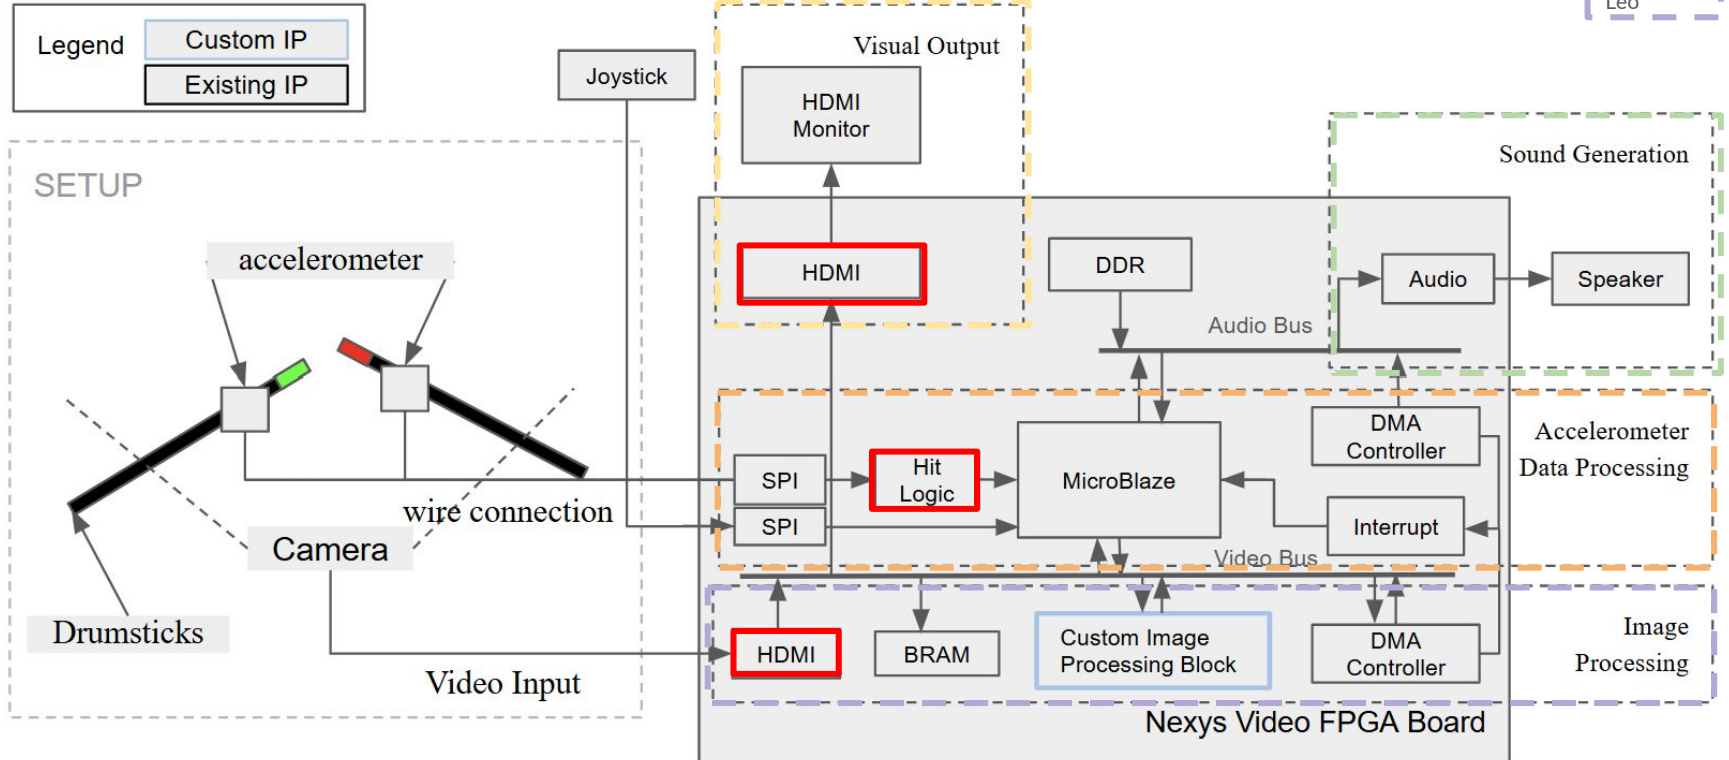 Leo
Legend
Custom IP
Existing IP
Joystick
Visual Output
HDMI
Monitor
Sound Generation
SETUP
accelerometer
HDMI
DDR
Audio
Speaker
Audio Bus
DMA
Controller
Accelerometer
Data Processing
SPI
Hit
Logic
MicroBlaze
wire connection
SPI
Interrupt
Camera
Video Bus
Drumsticks
HDMI
BRAM
Custom Image
Processing Block
DMA
Controller
Image
Processing
Video Input
Nexys Video FPGA Board